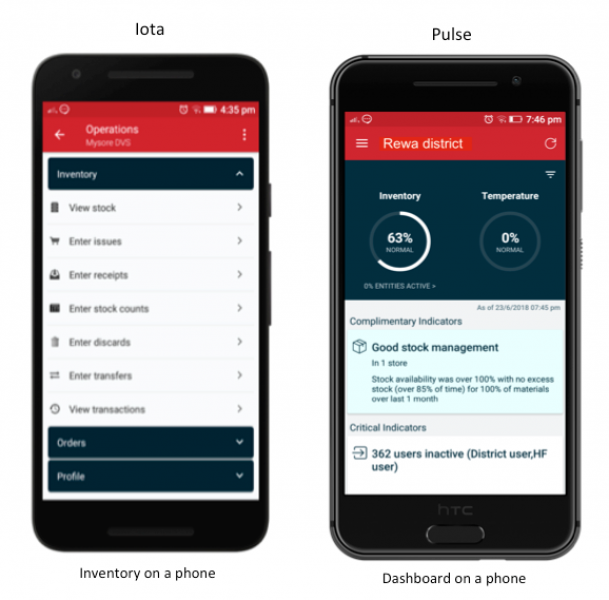 Iota
4:35 pm
Operations
Mysore DVS
Inventory
View stock
Enter issues
Enter receipts
Enter stock counts
Enter discards
Enter transfers
View transactions
Orders
Profile
Inventory on a phone
Pulse
7:46 pm
Rewa district
Inventory
Temperature
63%
NORMAL
0%
NORMAL
0% ENTITIES ACTIVE >
As of 23/6/2018 07:45 pm
Complimentary Indicators
Good stock management
In 1 store
Stock availability was over 100% with no excess
stock (over 85% of time) for 100% of materials
over last 1 month
Critical Indicators
362 users inactive (District user,HF
user)
hTC
Dashboard on a phone